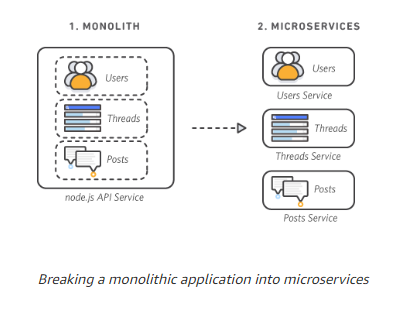 1. MONOLITH
Users
Threads
Posts
node.js API Service
2. MICROSERVICES
Users
Users Service
Threads
Threads Service
Posts
Posts Service
Breaking a monolithic application into microservices